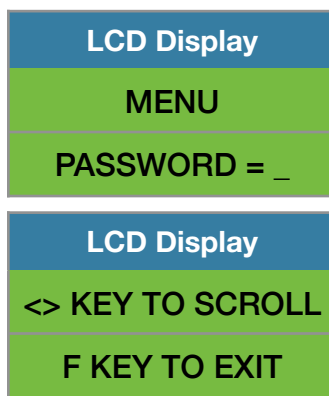 LCD Display
MENU
PASSWORD = _
LCD Display
<> KEY TO SCROLL
F KEY TO EXIT